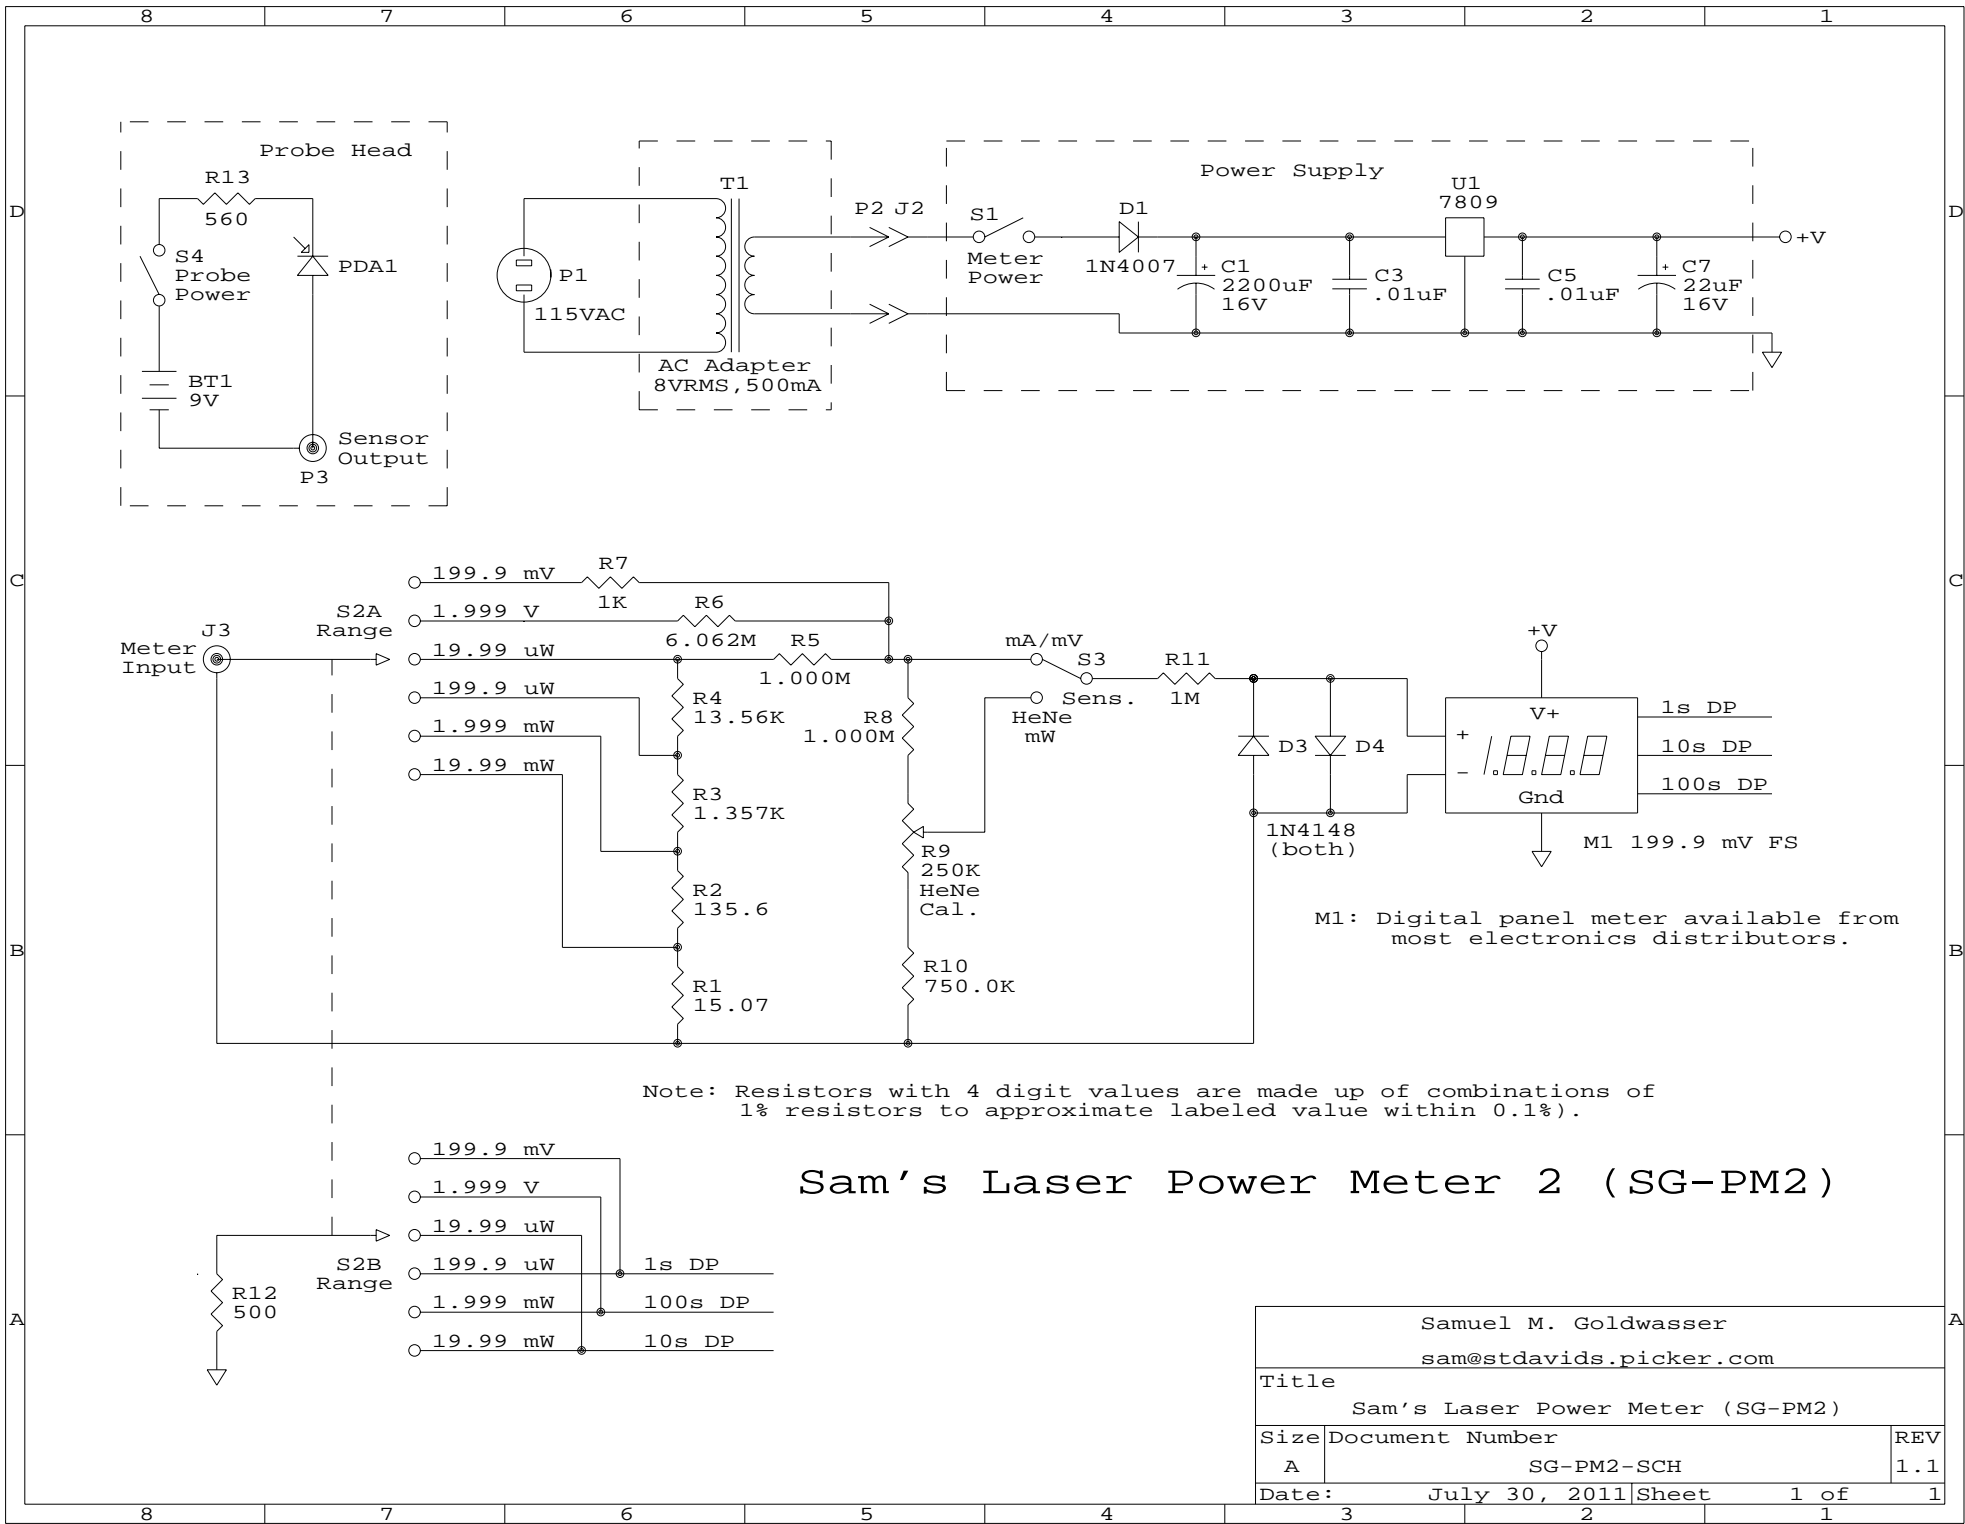 8 7 6 5 4 3 2 1
D
D
C
C
B
B
A
A
Probe Head
R13
560
S4
Probe
Power
PDA1
BT1
9V
Sensor
Output
P3
P1
115VAC
T1
AC Adapter
8VRMS,500mA
P2 J2
Power Supply
S1
Meter
Power
D1
1N4007
+ C1
2200uF
16V
C3
.01uF
U1
7809
C5
.01uF
+ C7
22uF
16V
+V
J3
Meter
Input
S2A
Range
199.9 mV
1.999 V
19.99 uW
199.9 uW
1.999 mW
19.99 mW
R7
1K
R6
6.062M
R5
1.000M
R4
13.56K
R3
1.357K
R2
135.6
R1
15.07
R8
1.000M
R9
250K
HeNe
Cal.
R10
750.0K
mA/mV
S3
Sens.
HeNe
mW
R11
1M
D3
D4
1N4148
(both)
+V
V+
+
-
1.8.8.8
Gnd
1s DP
10s DP
100s DP
M1 199.9 mV FS
M1: Digital panel meter available from
most electronics distributors.
Note: Resistors with 4 digit values are made up of combinations of
1% resistors to approximate labeled value within 0.1%).
Sam's Laser Power Meter 2 (SG-PM2)
199.9 mV
1.999 V
19.99 uW
199.9 uW
1.999 mW
19.99 mW
S2B
Range
R12
500
1s DP
100s DP
10s DP
Samuel M. Goldwasser
sam@stdavids.picker.com
Title
Sam's Laser Power Meter (SG-PM2)
Size Document Number REV
A SG-PM2-SCH 1.1
Date: July 30, 2011 Sheet 1 of 1
8 7 6 5 4 3 2 1